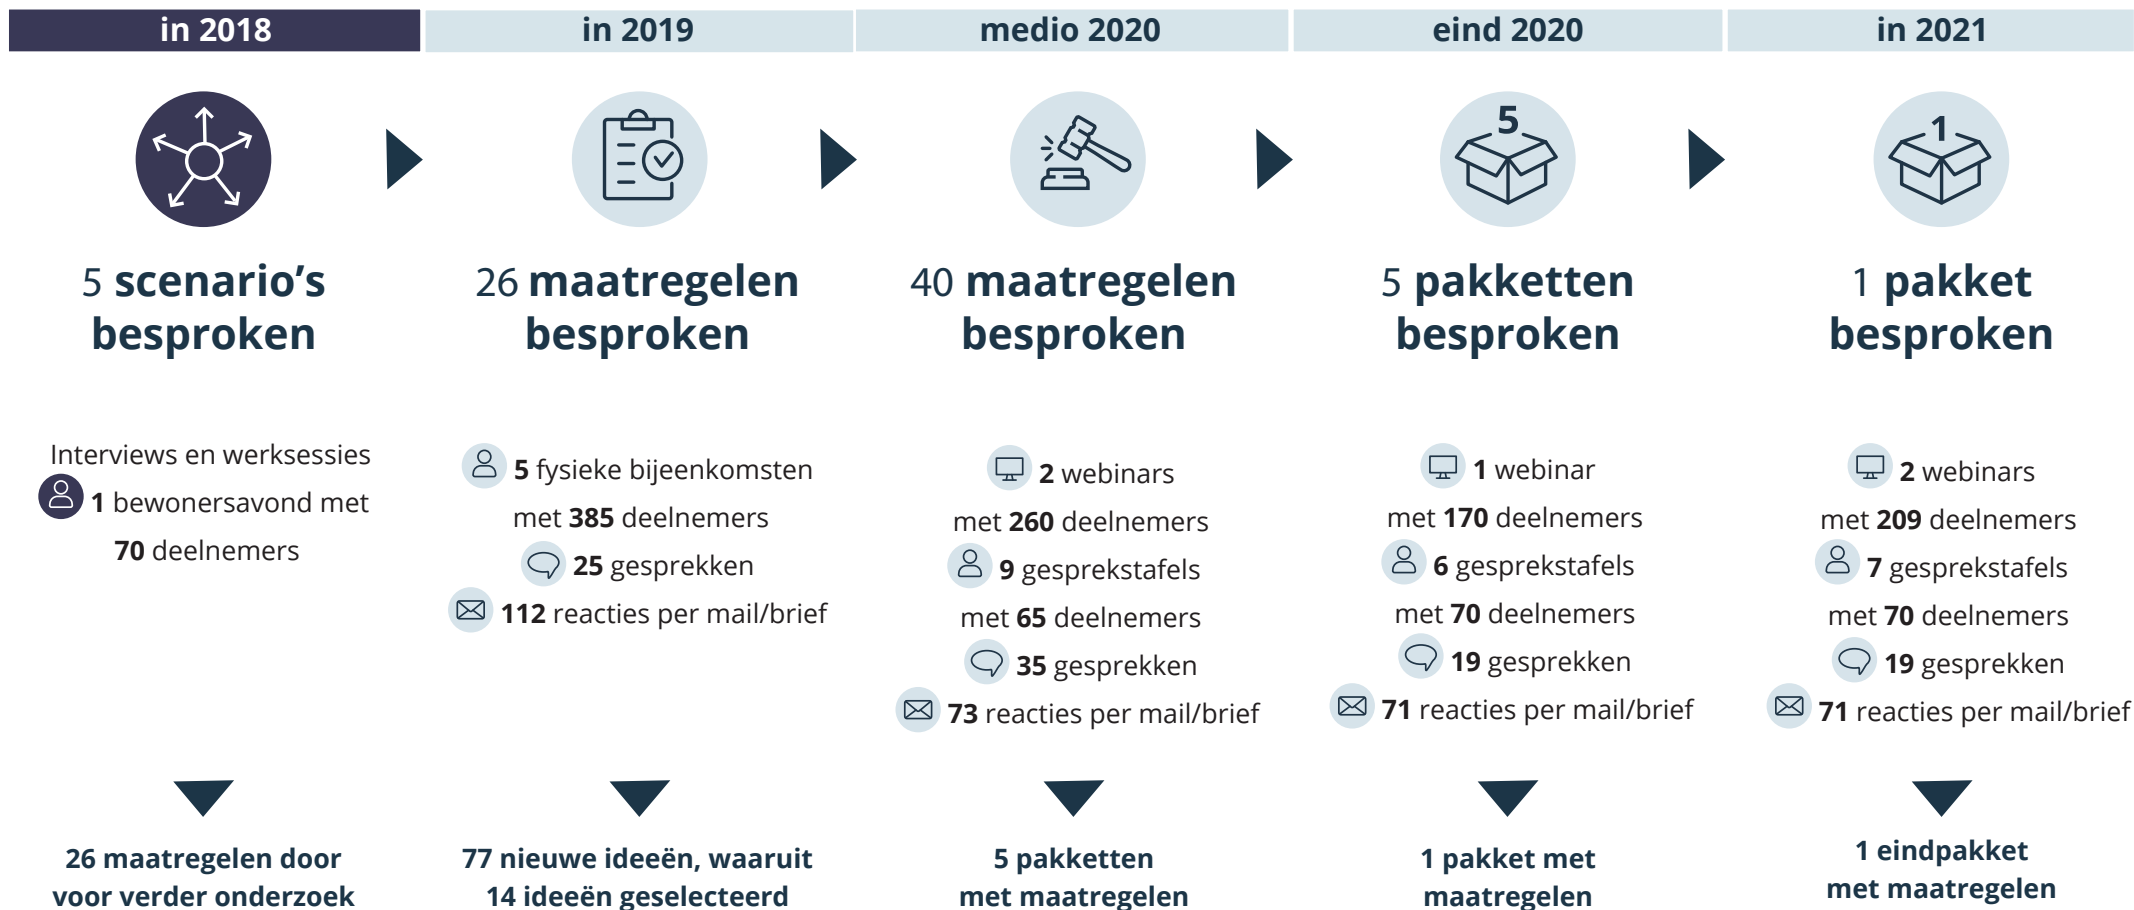 in 2018
5 scenario’s
besproken
Interviews en werksessies
1 bewonersavond met
70 deelnemers
26 maatregelen door
voor verder onderzoek
in 2019
26 maatregelen
besproken
5 fysieke bijeenkomsten
met 385 deelnemers
25 gesprekken
112 reacties per mail/brief
77 nieuwe ideeën, waaruit
14 ideeën geselecteerd
medio 2020
40 maatregelen
besproken
2 webinars
met 260 deelnemers
9 gesprekstafels
met 65 deelnemers
35 gesprekken
73 reacties per mail/brief
5 pakketten
met maatregelen
eind 2020
5
5 pakketten
besproken
1 webinar
met 170 deelnemers
6 gesprekstafels
met 70 deelnemers
19 gesprekken
71 reacties per mail/brief
1 pakket met
maatregelen
in 2021
1
1 pakket
besproken
2 webinars
met 209 deelnemers
7 gesprekstafels
met 70 deelnemers
19 gesprekken
71 reacties per mail/brief
1 eindpakket
met maatregelen